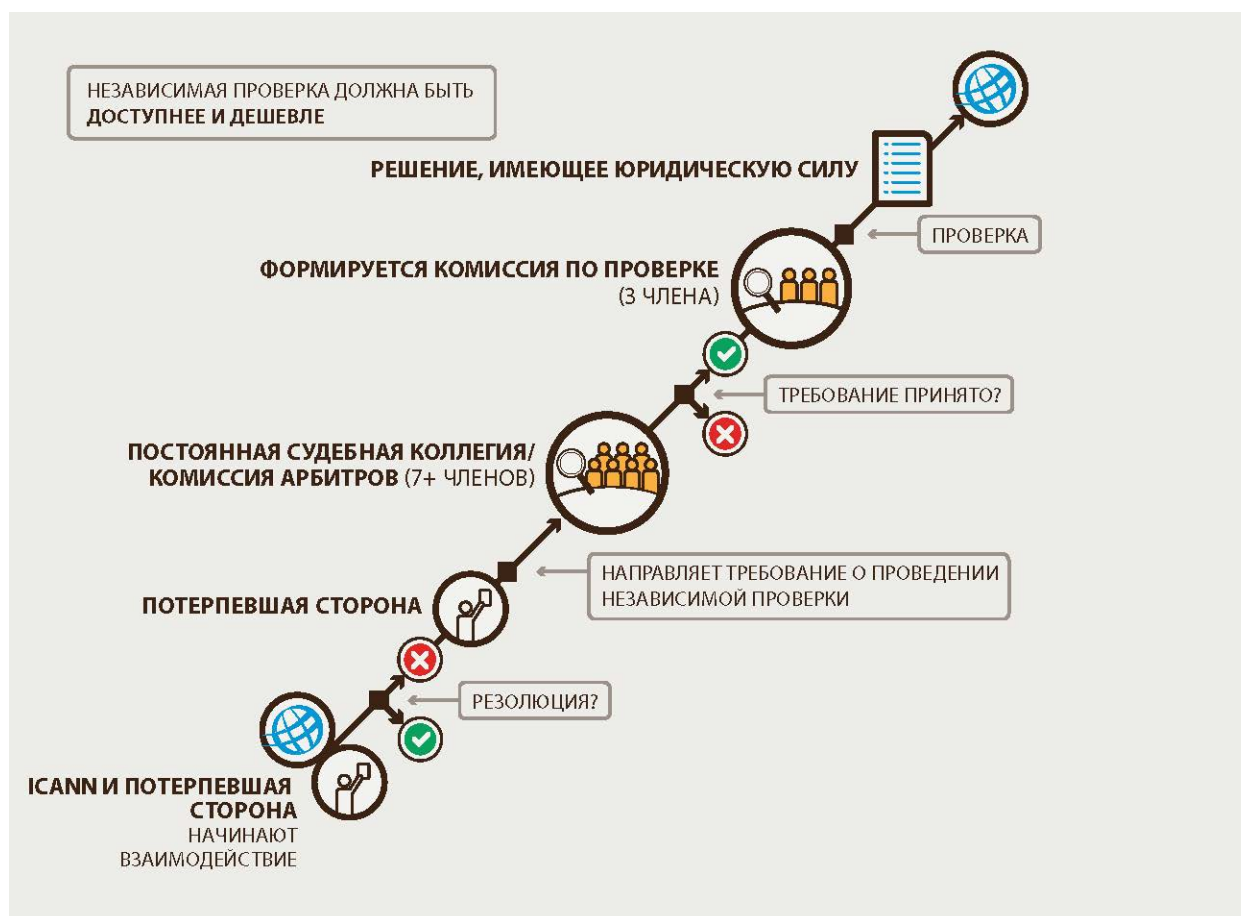 НЕЗАВИСИМАЯ ПРОВЕРКА ДОЛЖНА БЫТЬ
ДОСТУПНЕЕ И ДЕШЕВЛЕ
РЕШЕНИЕ, ИМЕЮЩЕЕ ЮРИДИЧЕСКУЮ СИЛУ
ПРОВЕРКА
ФОРМИРУЕТСЯ КОМИССИЯ ПО ПРОВЕРКЕ
(3 ЧЛЕНА)
ТРЕБОВАНИЕ ПРИНЯТО?
ПОСТОЯННАЯ СУДЕБНАЯ КОЛЛЕГИЯ/
КОМИССИЯ АРБИТРОВ (7+ ЧЛЕНОВ)
НАПРАВЛЯЕТ ТРЕБОВАНИЕ О ПРОВЕДЕНИИ
НЕЗАВИСИМОЙ ПРОВЕРКИ
ПОТЕРПЕВШАЯ СТОРОНА
РЕЗОЛЮЦИЯ?
ICANN И ПОТЕРПЕВШАЯ
СТОРОНА
НАЧИНАЮТ
ВЗАИМОДЕЙСТВИЕ